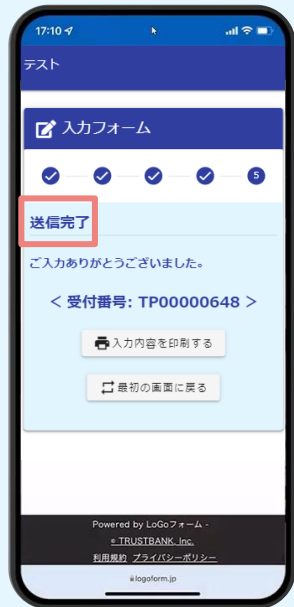 17:10
テスト
入力フォーム
5
送信完了
ご入力ありがとうございました。
< 受付番号: TP00000648 >
入力内容を印刷する
最初の画面に戻る
Powered by LoGoフォーム -
© TRUSTBANK, Inc.
利用規約 プライバシーポリシー
logoform.jp